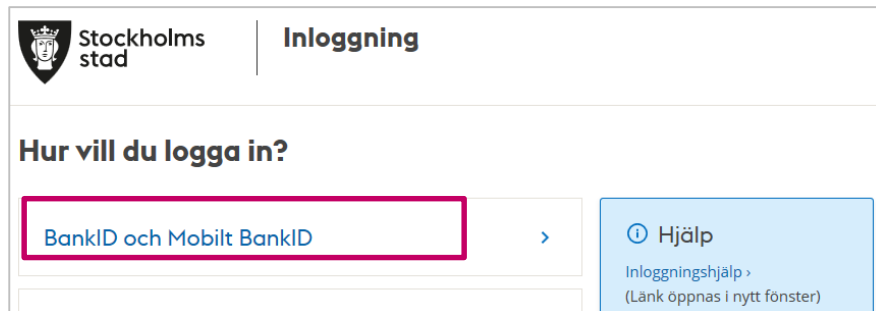 Stockholms
stad
Inloggning
Hur vill du logga in?
BankID och Mobilt BankID
Hjälp
Inloggningshjälp ›
(Länk öppnas i nytt fönster)